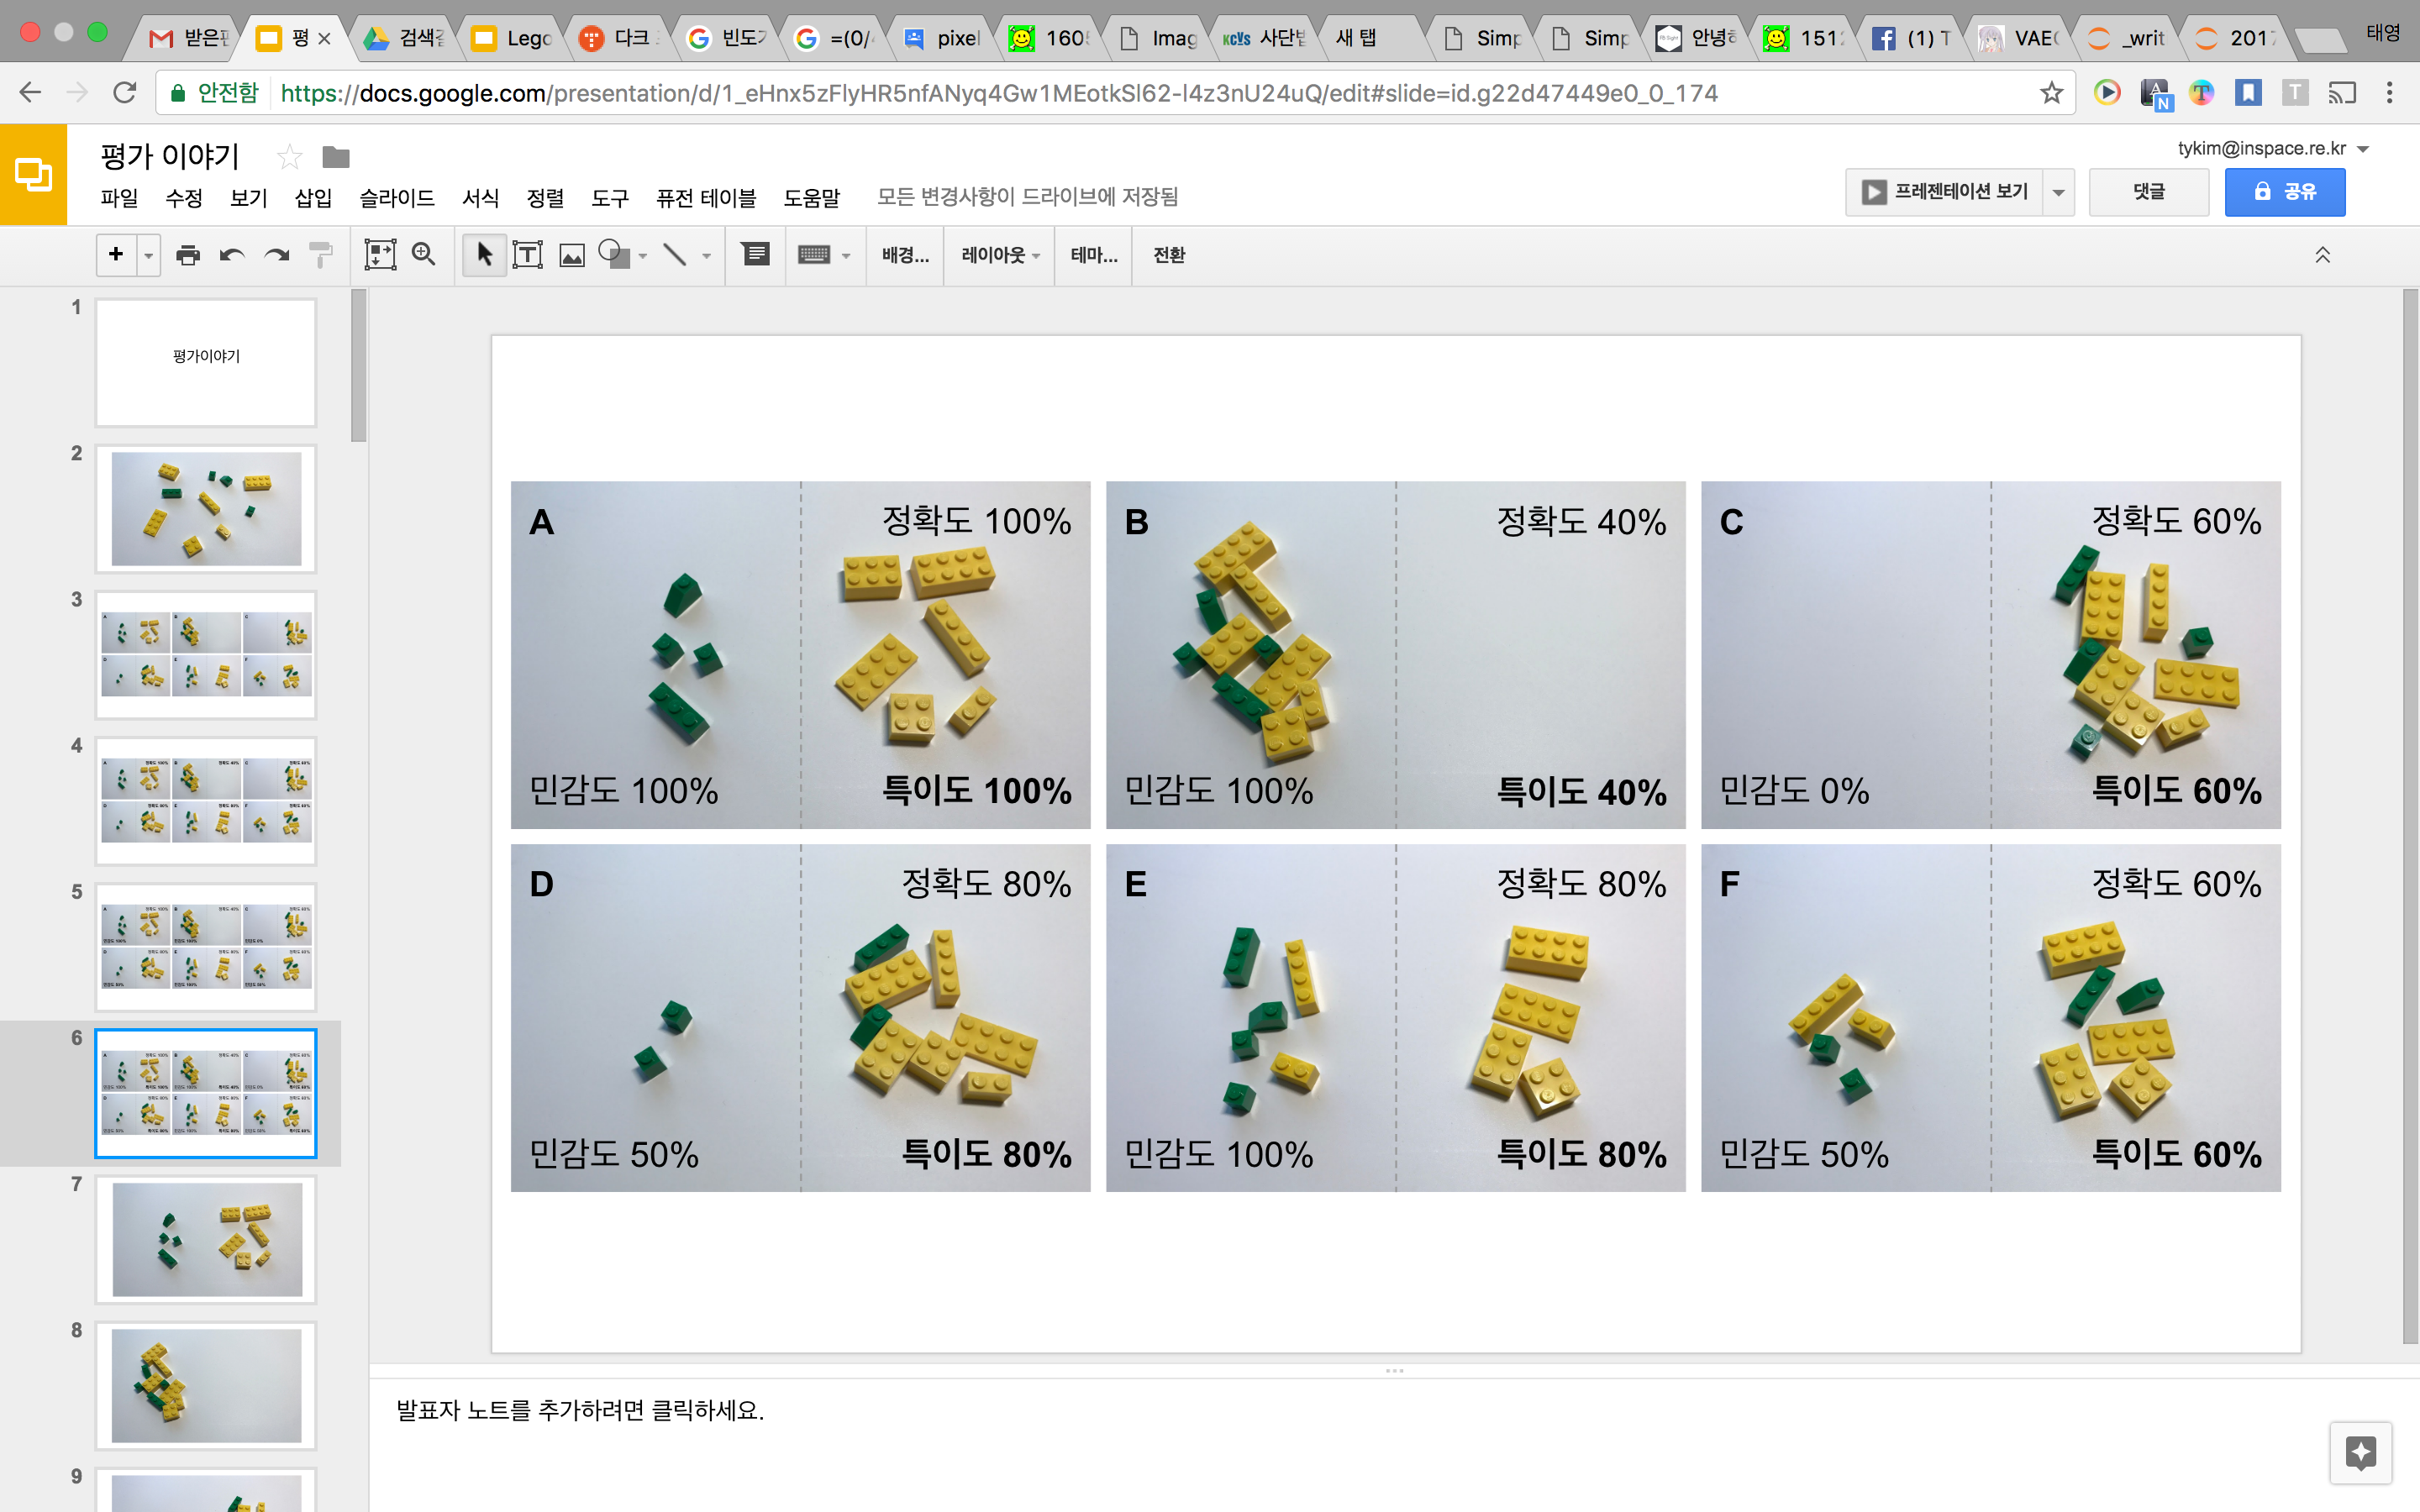 받은편
평
검색결
Lego
다크
빈도
=(0/
pixel
160
Imag
사단법
새 탭
Simp
Simp
안녕하
151
(1) T
VAE
_writ
201
태영
안전함
https://docs.google.com/presentation/d/1_eHnx5zFlyHR5nfANyq4Gw1MEotkSl62-l4z3nU24uQ/edit#slide=id.g22d47449e0_0_174
평가 이야기
tykim@inspace.re.kr
파일 수정 보기 삽입 슬라이드 서식 정렬 도구 퓨전 테이블 도움말 모든 변경사항이 드라이브에 저장됨
프레젠테이션 보기
댓글
공유
배경... 레이아웃 테마... 전환
1
평가이야기
2
3
4
5
6
7
8
9
A 정확도 100%
민감도 100% 특이도 100%
B 정확도 40%
민감도 100% 특이도 40%
C 정확도 60%
민감도 0% 특이도 60%
D 정확도 80%
민감도 50% 특이도 80%
E 정확도 80%
민감도 100% 특이도 80%
F 정확도 60%
민감도 50% 특이도 60%
발표자 노트를 추가하려면 클릭하세요.